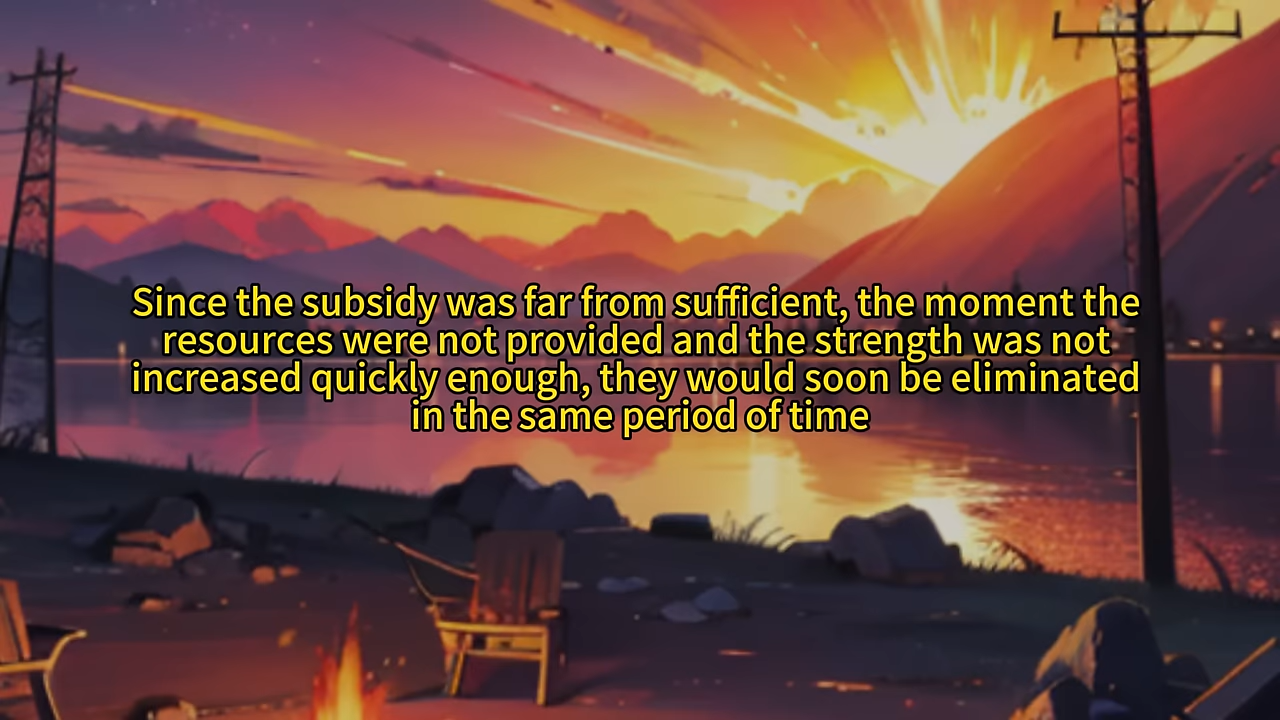 Since the subsidy was far from sufficient, the moment the
resources were not provided and the strength was not
increased quickly enough, they would soon be eliminated
in the same period of time